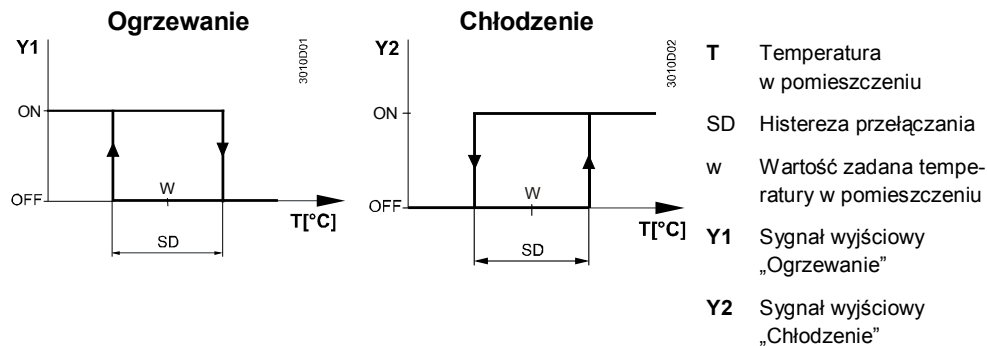 Ogrzewanie
Y1
3010D01
ON
W
OFF
T[°C]
SD
Chłodzenie
Y2
3010D02
ON
W
OFF
T[°C]
SD
T Temperatura
w pomieszczeniu
SD Histereza przełączania
w Wartość zadana tempe-
ratury w pomieszczeniu
Y1 Sygnał wyjściowy
„Ogrzewanie”
Y2 Sygnał wyjściowy
„Chłodzenie”